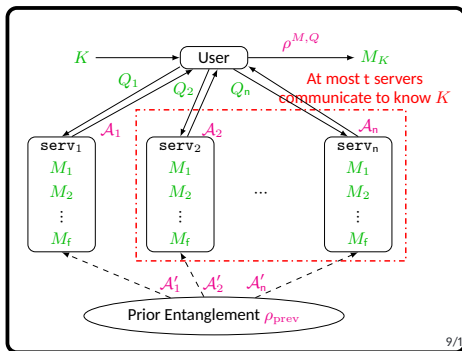 K User ρ^{M,Q} M_K
Q_1 Q_2 Q_n
At most t servers
communicate to know K
𝒜_1 𝒜_2 𝒜_n
serv_1 serv_2 serv_n
M_1 M_1 M_1
M_2 M_2 ... M_2
⋮ ⋮ ⋮
M_f M_f M_f
𝒜′_1 𝒜′_2 𝒜′_n
Prior Entanglement ρ_prev
9/1